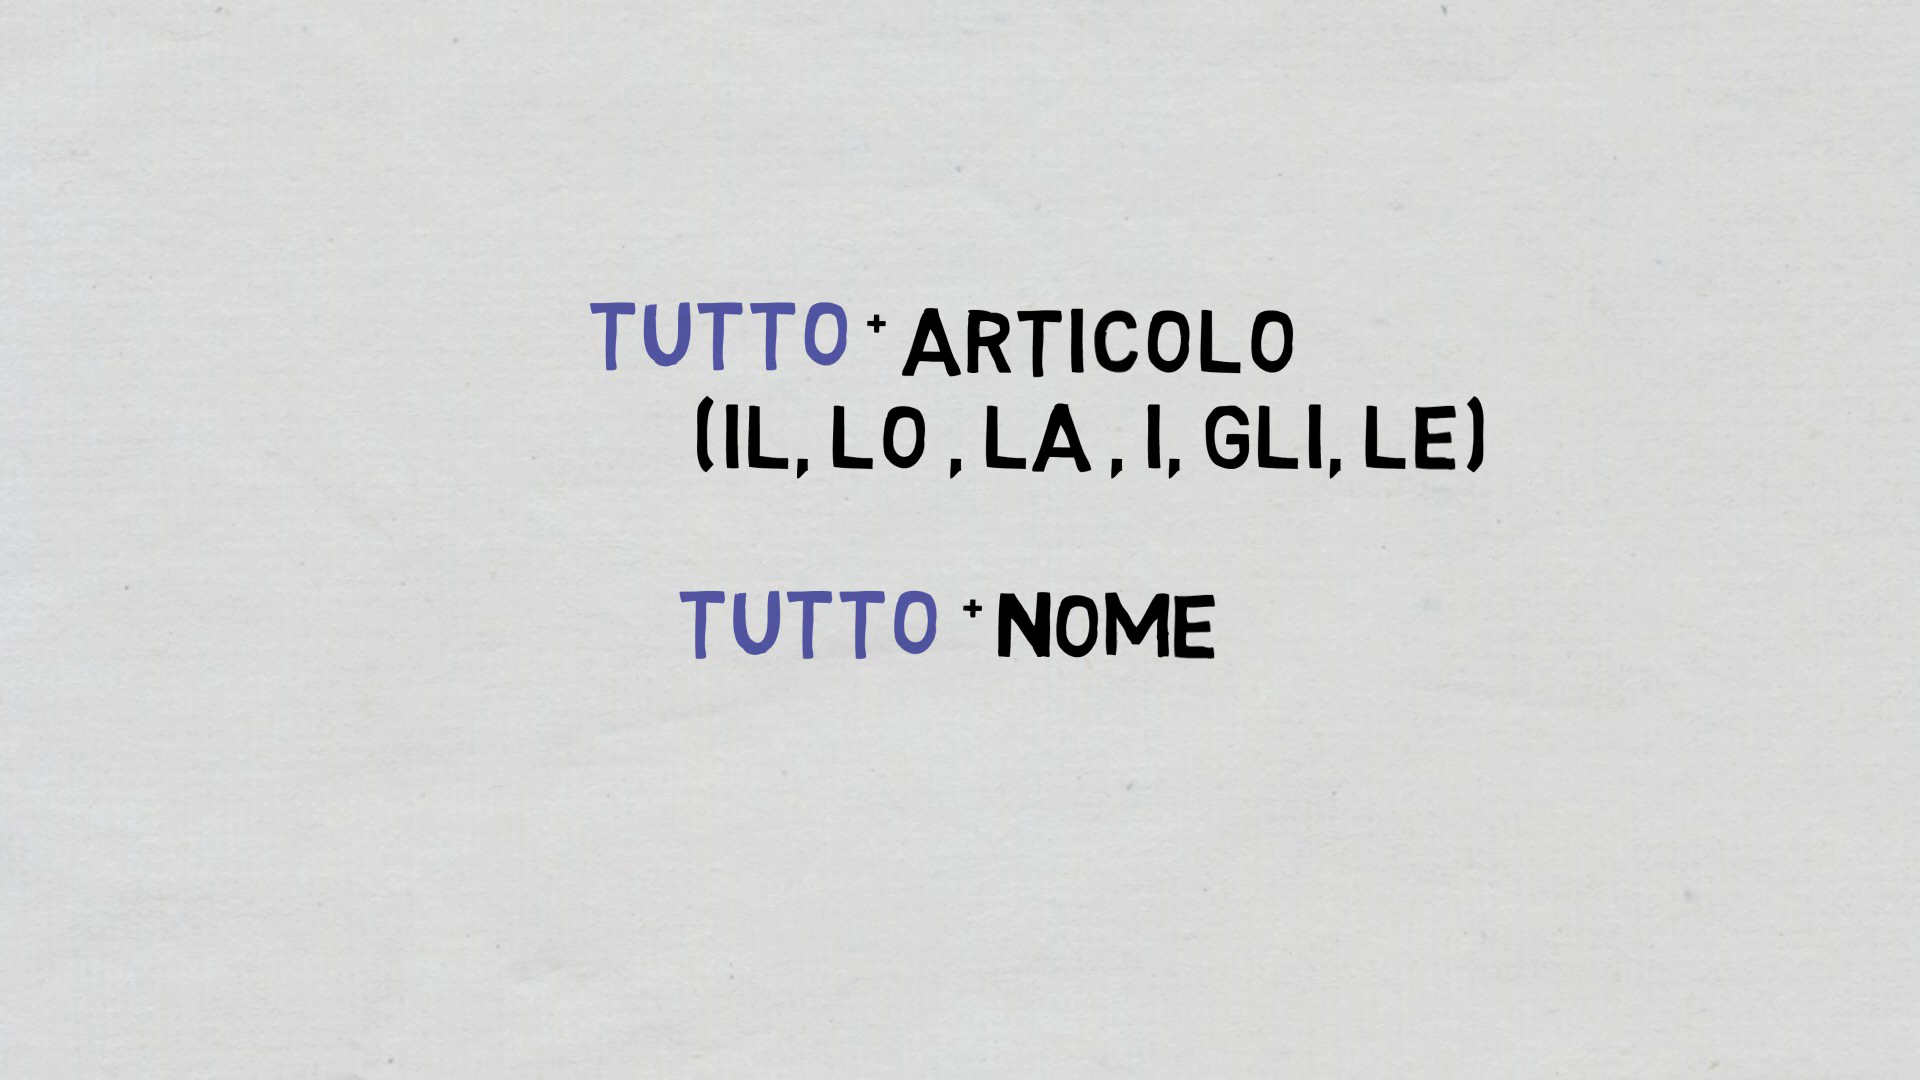 TUTTO + ARTICOLO
(IL, LO , LA , I, GLI, LE)
TUTTO + NOME